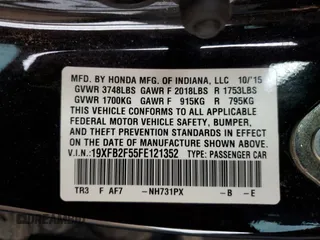 MFD. BY HONDA MFG. OF INDIANA, LLC 10/15
GVWR 3748LBS GAWR F 2018LBS R 1753LBS
GVWR 1700KG GAWR F 915KG R 795KG
THIS VEHICLE CONFORMS TO ALL APPLICABLE
FEDERAL MOTOR VEHICLE SAFETY, BUMPER,
AND THEFT PREVENTION STANDARDS IN EFFECT
ON THE DATE OF MANUFACTURE SHOWN ABOVE.
V.I.N.: 19XFB2F55FE121352 TYPE: PASSENGER CAR
TR3 F AF7 -NH731PX -B -E